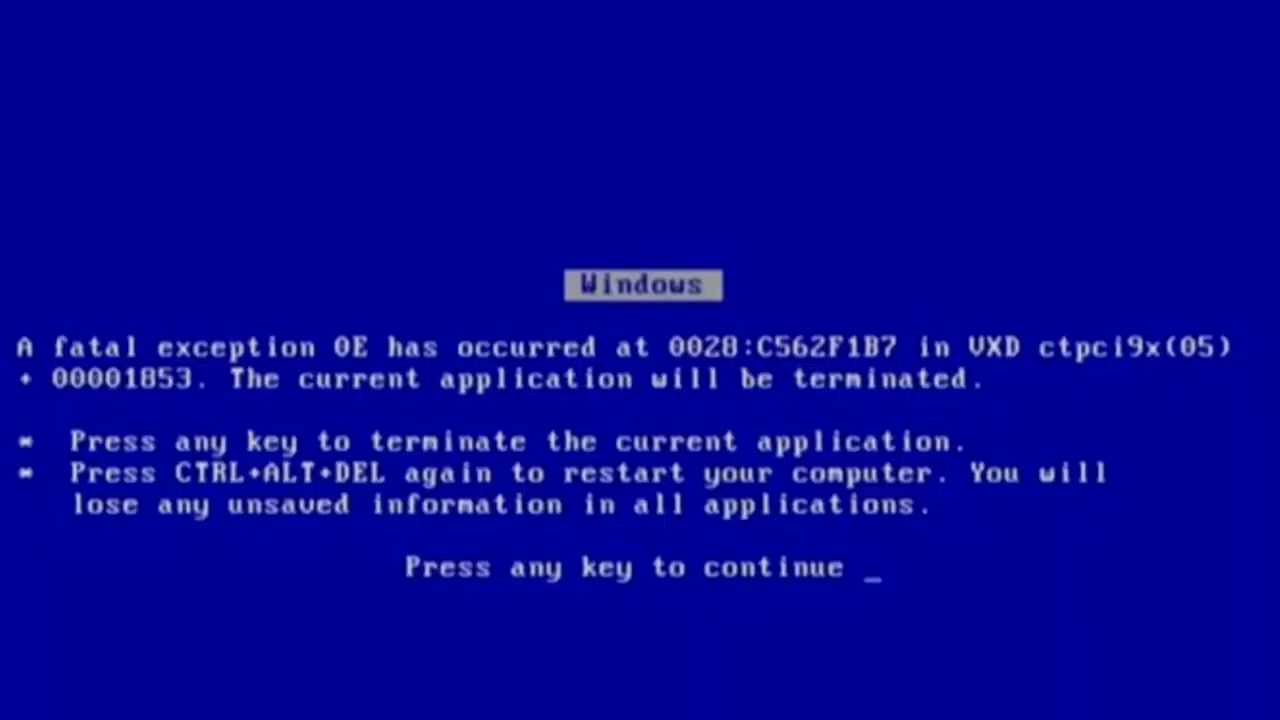 Windows
A fatal exception 0E has occurred at 0028:C562F1B7 in VXD ctpci9x(05)
+ 00001853. The current application will be terminated.
* Press any key to terminate the current application.
* Press CTRL+ALT+DEL again to restart your computer. You will
lose any unsaved information in all applications.
Press any key to continue _